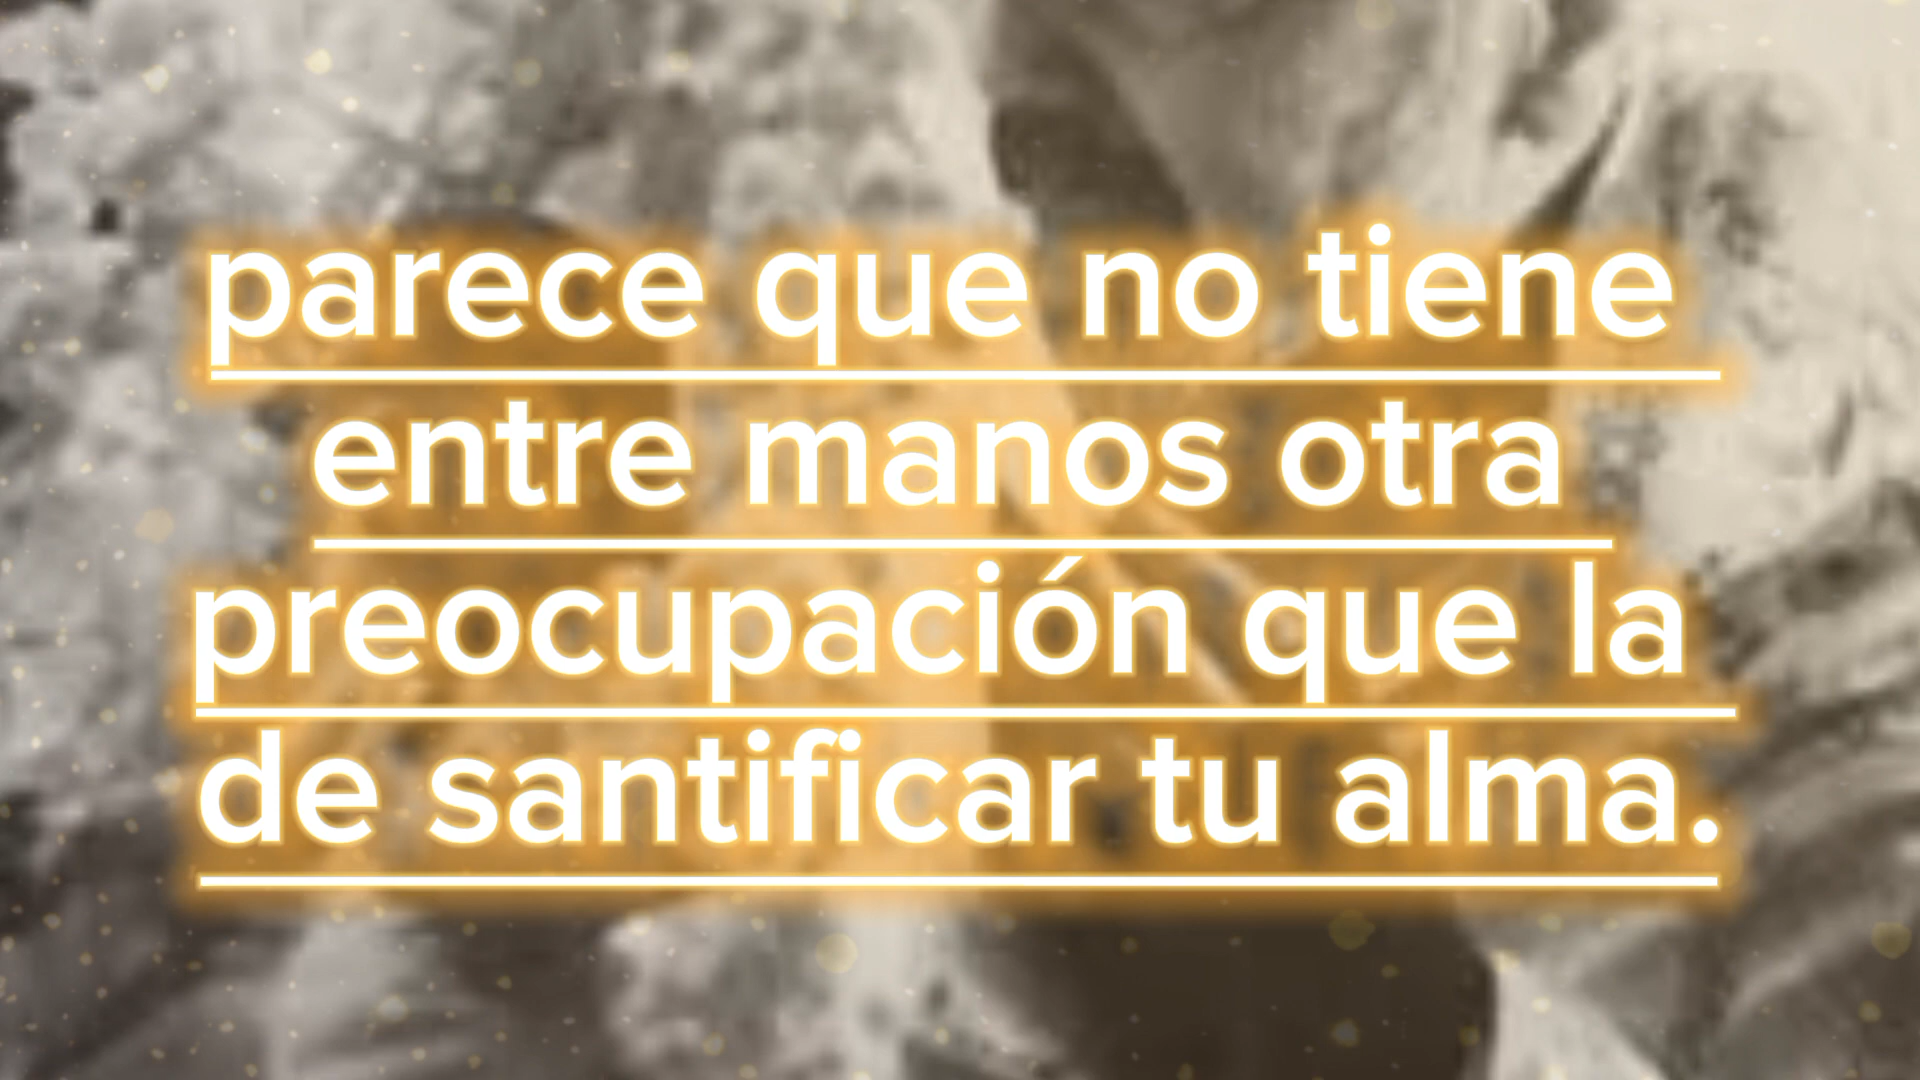 parece que no tiene
entre manos otra
preocupación que la
de santificar tu alma.